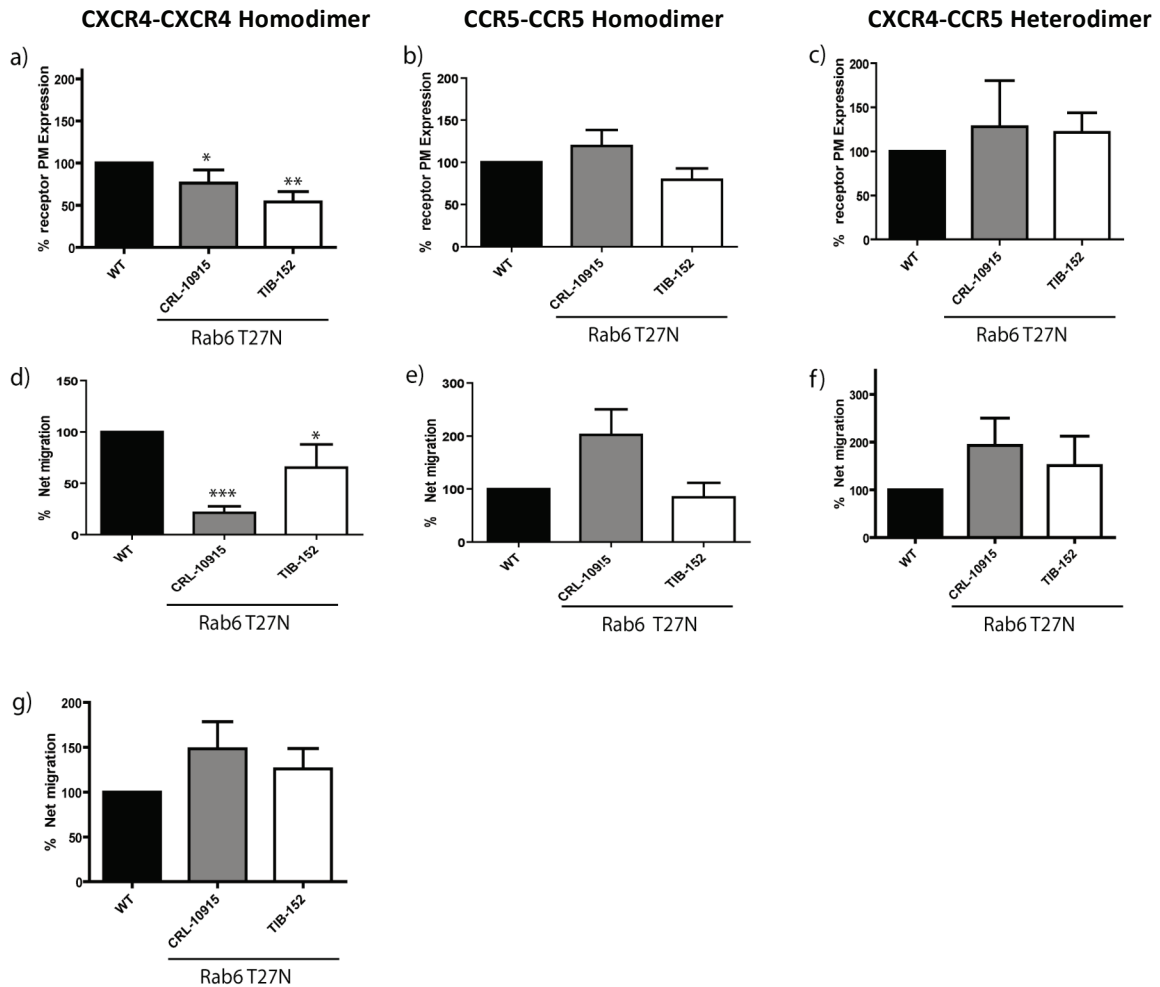 CXCR4-CXCR4 Homodimer
CCR5-CCR5 Homodimer
CXCR4-CCR5 Heterodimer
a)
% receptor PM Expression
200
150
100
50
0
*
**
WT
CRL-10915
TIB-152
Rab6 T27N
b)
% receptor PM Expression
200
150
100
50
0
WT
CRL-10915
TIB-152
Rab6 T27N
c)
% receptor PM Expression
200
150
100
50
0
WT
CRL-10915
TIB-152
Rab6 T27N
d)
% Net migration
150
100
50
0
***
*
WT
CRL-10915
TIB-152
Rab6 T27N
e)
% Net migration
300
200
100
0
WT
CRL-10915
TIB-152
Rab6 T27N
f)
% Net migration
300
200
100
0
WT
CRL-10915
TIB-152
Rab6 T27N
g)
% Net migration
200
150
100
50
0
WT
CRL-10915
TIB-152
Rab6 T27N